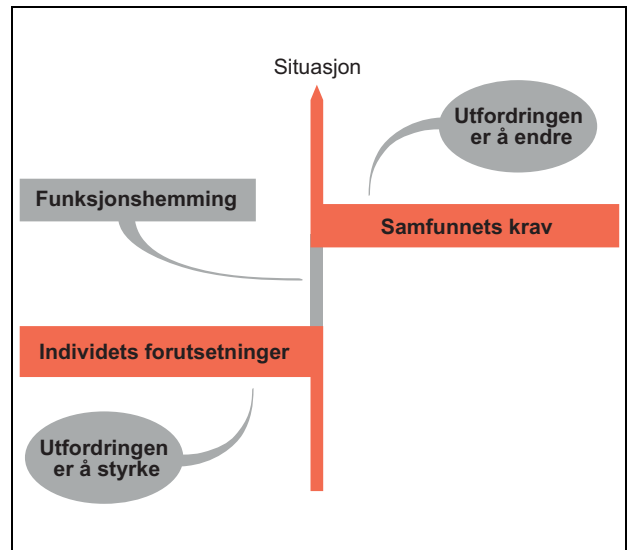 Situasjon
Utfordringen
er å endre
Funksjonshemming
Samfunnets krav
Individets forutsetninger
Utfordringen
er å styrke